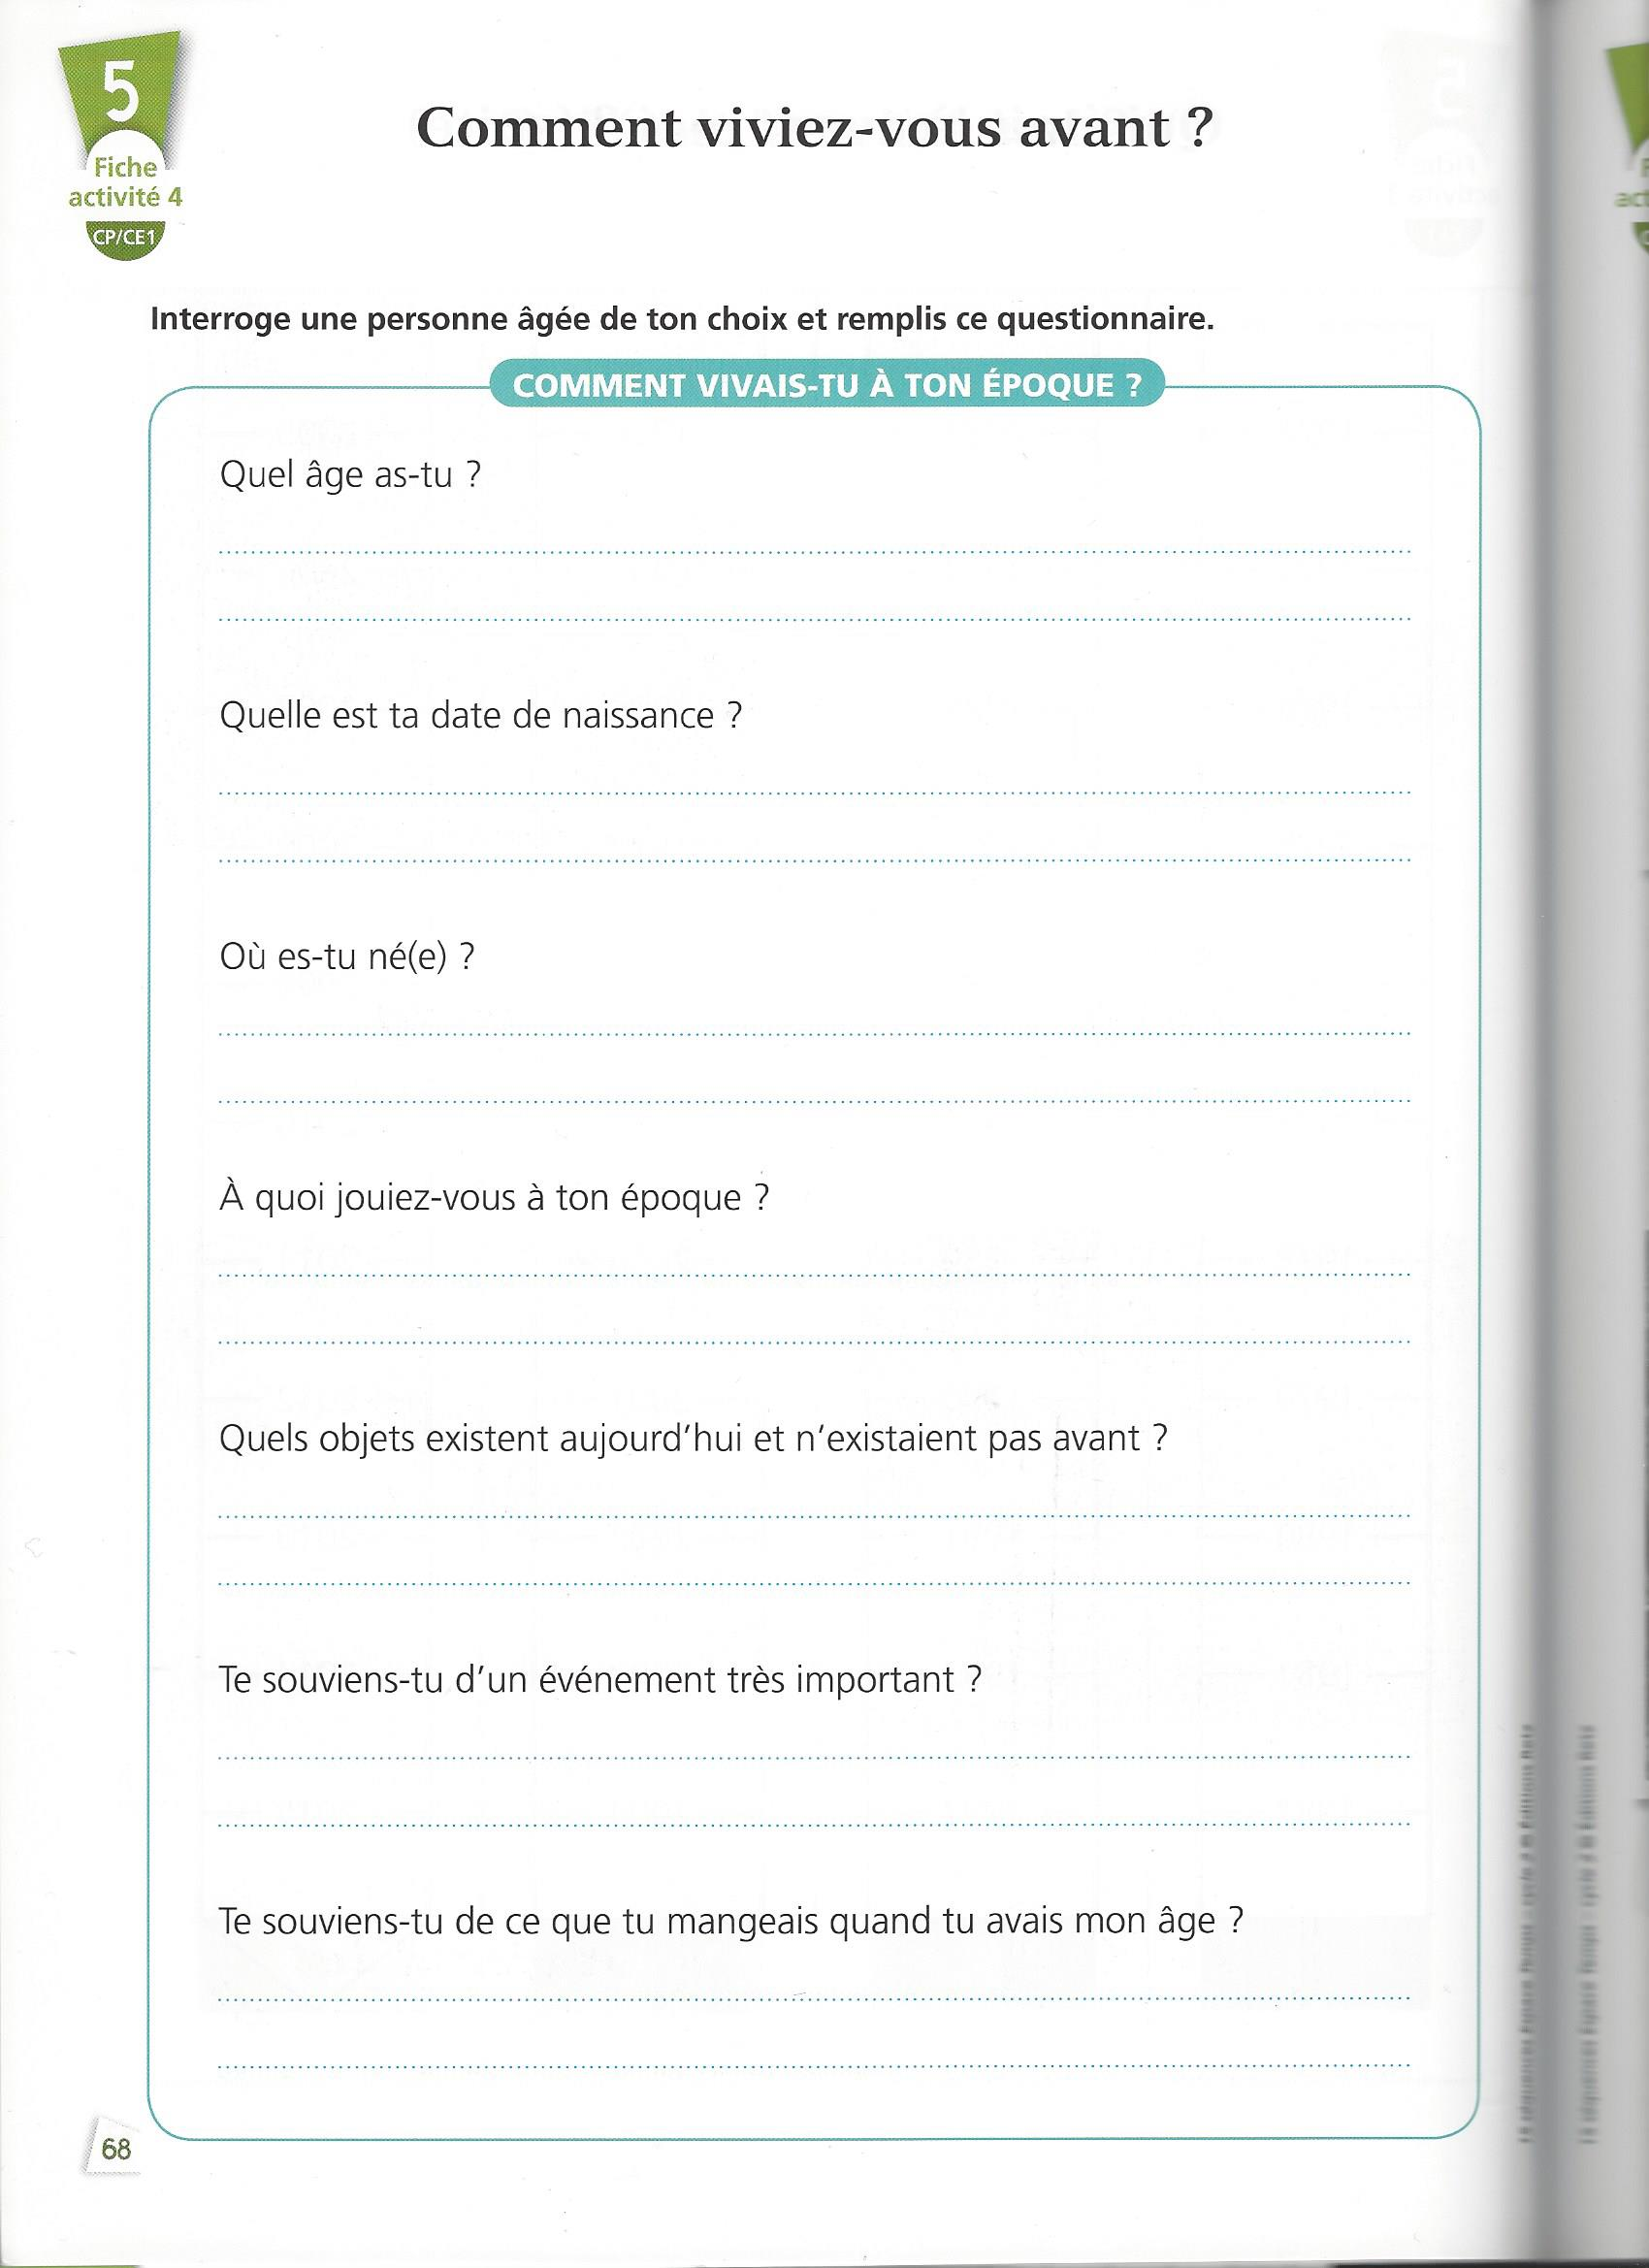 5
Fiche
activité 4
CP/CE1
Comment viviez-vous avant ?
Interroge une personne âgée de ton choix et remplis ce questionnaire.
COMMENT VIVAIS-TU À TON ÉPOQUE ?
Quel âge as-tu ?
Quelle est ta date de naissance ?
Où es-tu né(e) ?
À quoi jouiez-vous à ton époque ?
Quels objets existent aujourd’hui et n’existaient pas avant ?
Te souviens-tu d’un événement très important ?
Te souviens-tu de ce que tu mangeais quand tu avais mon âge ?
68